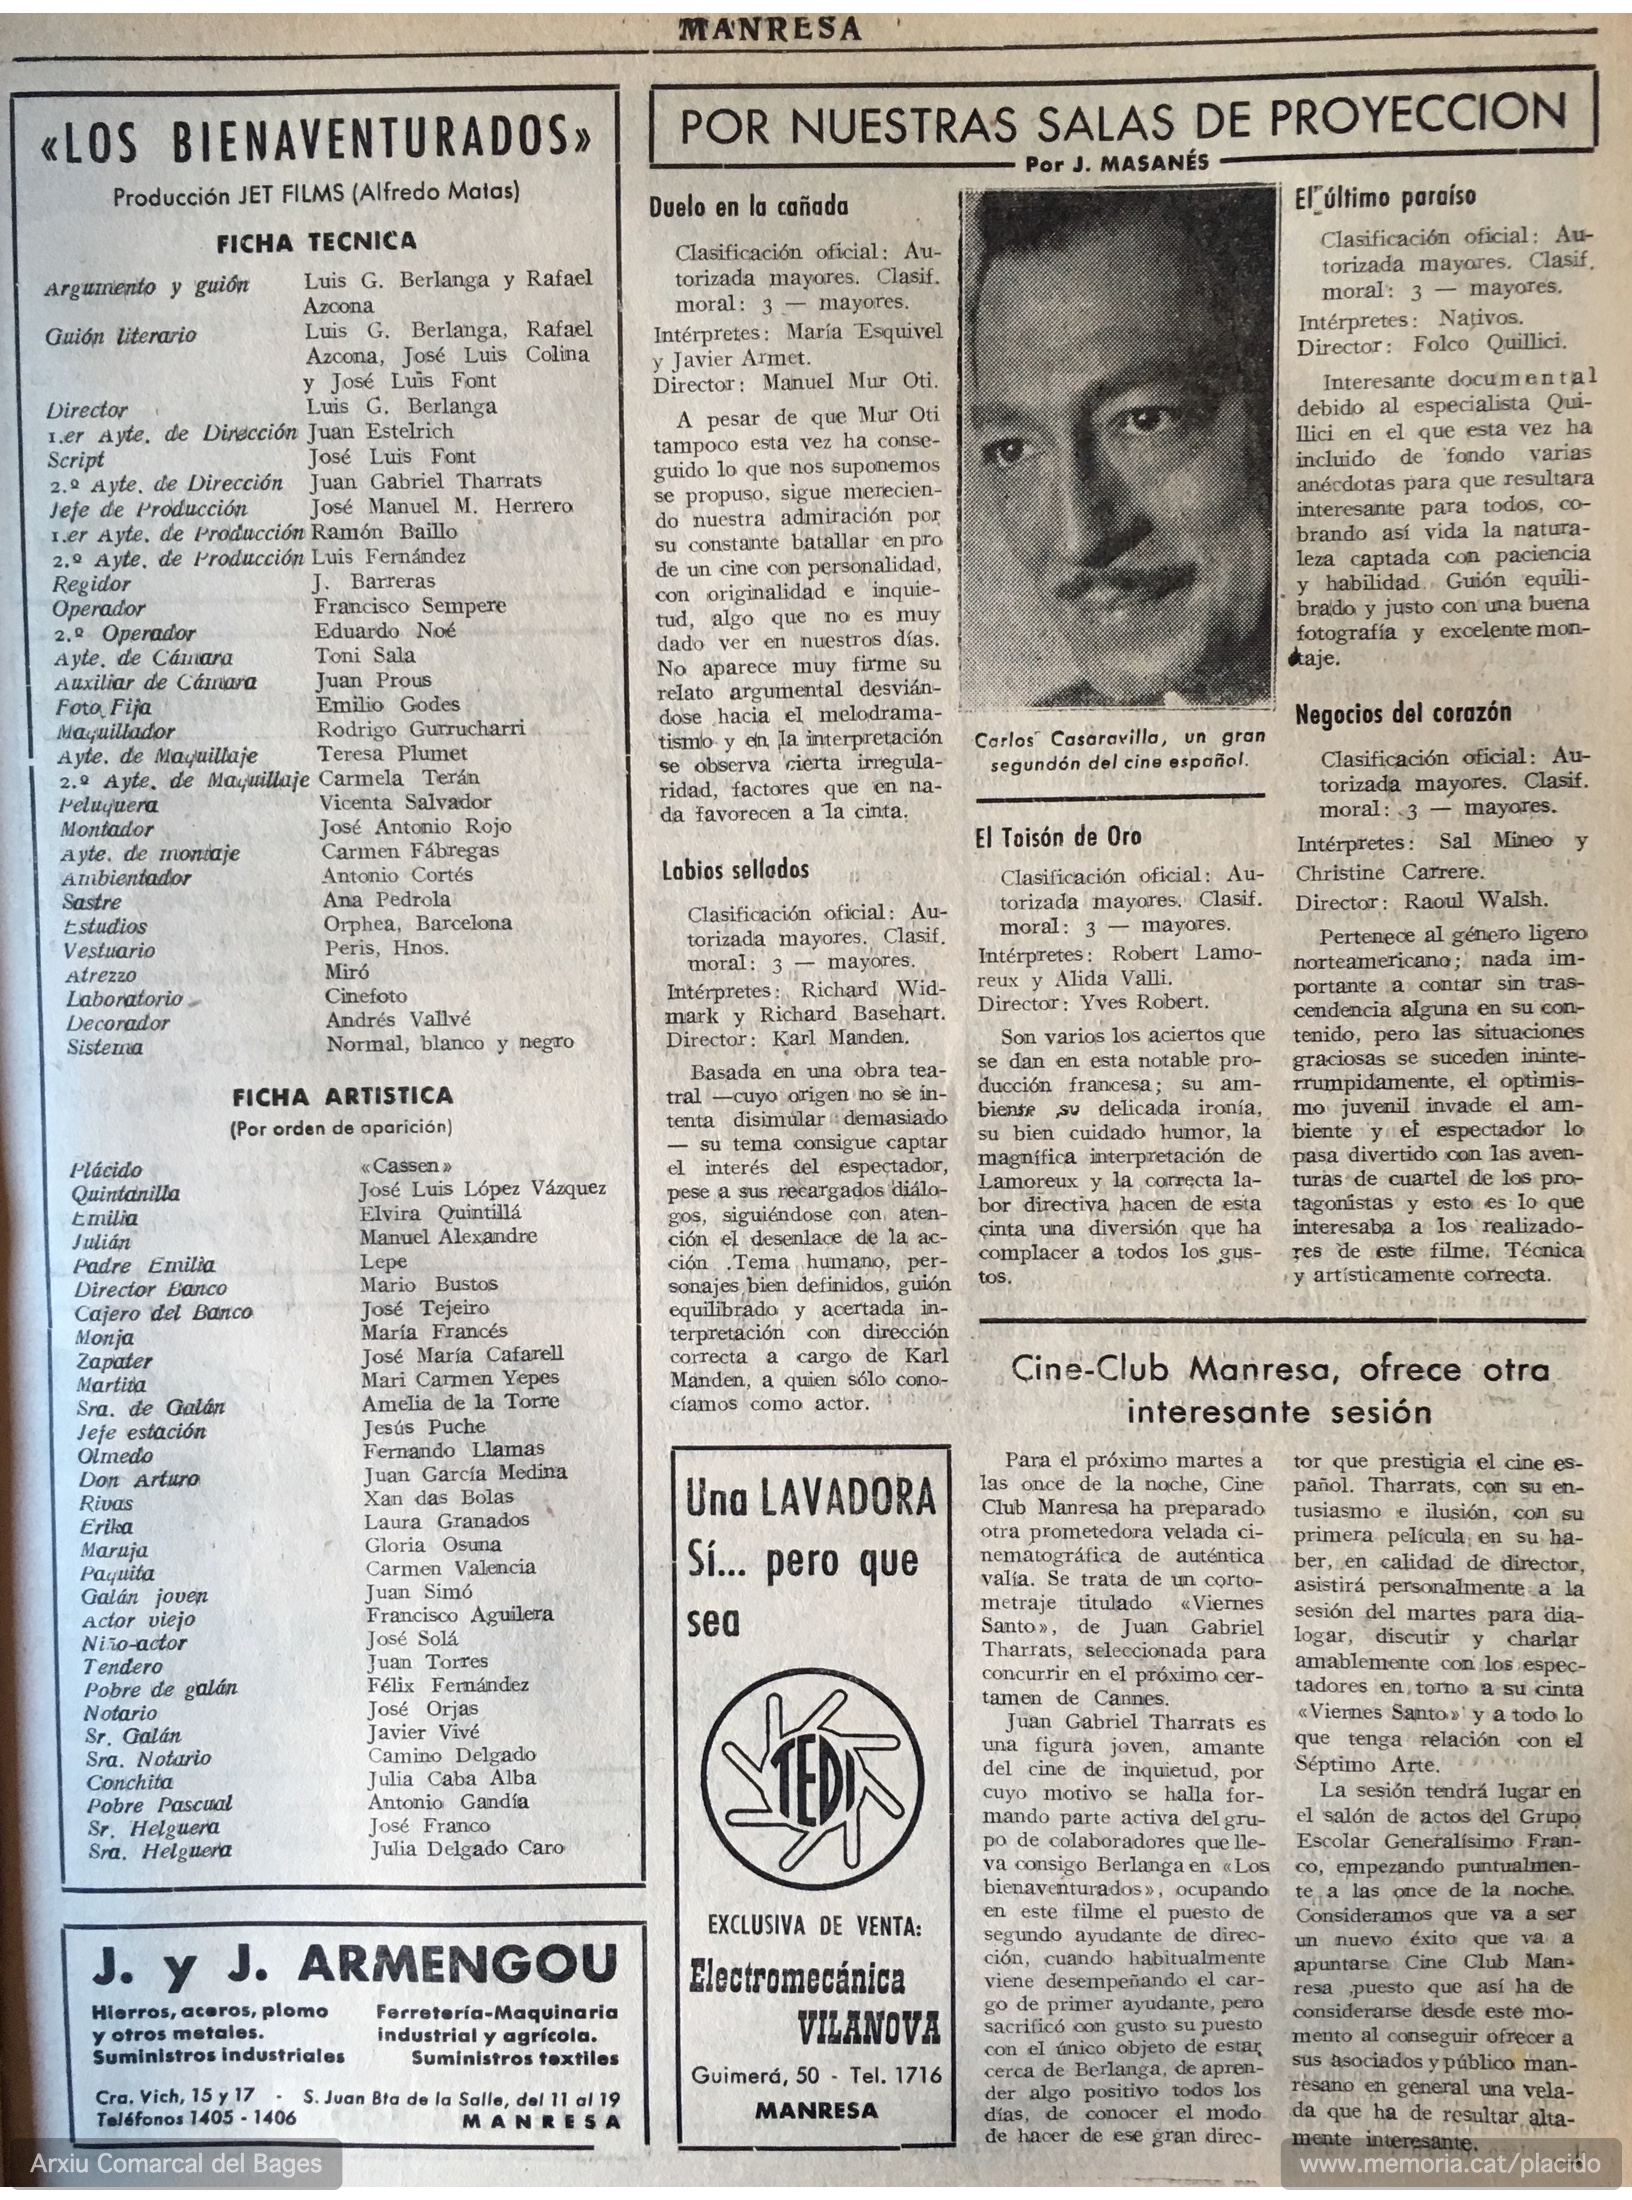 MANRESA
«LOS BIENAVENTURADOS»
Producción JET FILMS (Alfredo Matas)
FICHA TECNICA
Argumento y guión Luis G. Berlanga y Rafael
Azcona
Guión literario Luis G. Berlanga, Rafael
Azcona, José Luis Colina
y José Luis Font
Director Luis G. Berlanga
1.er Ayte. de Dirección Juan Estelrich
Script José Luis Font
2.º Ayte. de Dirección Juan Gabriel Tharrats
Jefe de Producción José Manuel M. Herrero
1.er Ayte. de Producción Ramón Baillo
2.º Ayte. de Producción Luis Fernández
Regidor J. Barreras
Operador Francisco Sempere
2.º Operador Eduardo Noé
Ayte. de Cámara Toni Sala
Auxiliar de Cámara Juan Prous
Foto Fija Emilio Godes
Maquillador Rodrigo Gurrucharri
Ayte. de Maquillaje Teresa Plumet
2.º Ayte. de Maquillaje Carmela Terán
Peluquera Vicenta Salvador
Montador José Antonio Rojo
Ayte. de montaje Carmen Fábregas
Ambientador Antonio Cortés
Sastre Ana Pedrola
Estudios Orphea, Barcelona
Vestuario Peris, Hnos.
Atrezzo Miró
Laboratorio Cinefoto
Decorador Andrés Vallvé
Sistema Normal, blanco y negro
FICHA ARTISTICA
(Por orden de aparición)
Plácido «Cassen»
Quintanilla José Luis López Vázquez
Emilia Elvira Quintillá
Julián Manuel Alexandre
Padre Emilia Lepe
Director Banco Mario Bustos
Cajero del Banco José Tejeiro
Monja María Francés
Zapater José María Cafarell
Martita Mari Carmen Yepes
Sra. de Galán Amelia de la Torre
Jefe estación Jesús Puche
Olmedo Fernando Llamas
Don Arturo Juan García Medina
Rivas Xan das Bolas
Erika Laura Granados
Maruja Gloria Osuna
Paquita Carmen Valencia
Galán joven Juan Simó
Actor viejo Francisco Aguilera
Niño-actor José Solá
Tendero Juan Torres
Pobre de galán Félix Fernández
Notario José Orjas
Sr. Galán Javier Vivé
Sra. Notario Camino Delgado
Conchita Julia Caba Alba
Pobre Pascual Antonio Gandía
Sr. Helguera José Franco
Sra. Helguera Julia Delgado Caro
J. y J. ARMENGOU
Hierros, aceros, plomo
y otros metales.
Suministros industriales
Ferretería-Maquinaria
industrial y agrícola.
Suministros textiles
Cra. Vich, 15 y 17 - S. Juan Bta de la Salle, del 11 al 19
Teléfonos 1405 - 1406 MANRESA
POR NUESTRAS SALAS DE PROYECCION
Por J. MASANÉS
Duelo en la cañada
Clasificación oficial: Au-
torizada mayores. Clasif.
moral: 3 — mayores.
Intérpretes: María Esquivel
y Javier Armet.
Director: Manuel Mur Oti.
A pesar de que Mur Oti
tampoco esta vez ha conse-
guido lo que nos suponemos
se propuso, sigue merecien-
do nuestra admiración por
su constante batallar en pro
de un cine con personalidad,
con originalidad e inquie-
tud, algo que no es muy
dado ver en nuestros días.
No aparece muy firme su
relato argumental desvián-
dose hacia el melodrama-
tismo y en la interpretación
se observa cierta irregula-
ridad, factores que en na-
da favorecen a la cinta.
Labios sellados
Clasificación oficial: Au-
torizada mayores. Clasif.
moral: 3 — mayores.
Intérpretes: Richard Wid-
mark y Richard Basehart.
Director: Karl Manden.
Basada en una obra tea-
tral —cuyo origen no se in-
tenta disimular demasiado
— su tema consigue captar
el interés del espectador,
pese a sus recargados diálo-
gos, siguiéndose con aten-
ción el desenlace de la ac-
ción .Tema humano, per-
sonajes bien definidos, guión
equilibrado y acertada in-
terpretación con dirección
correcta a cargo de Karl
Manden, a quien sólo cono-
cíamos como actor.
Una LAVADORA
Sí... pero que
sea
TEDI
EXCLUSIVA DE VENTA:
Electromecánica
VILANOVA
Guimerá, 50 - Tel. 1716
MANRESA
Carlos Casaravilla, un gran
segundón del cine español.
El Toisón de Oro
Clasificación oficial: Au-
torizada mayores. Clasif.
moral: 3 — mayores.
Intérpretes: Robert Lamo-
reux y Alida Valli.
Director: Yves Robert.
Son varios los aciertos que
se dan en esta notable pro-
ducción francesa; su am-
biente su delicada ironía,
su bien cuidado humor, la
magnífica interpretación de
Lamoreux y la correcta la-
bor directiva hacen de esta
cinta una diversión que ha
complacer a todos los gus-
tos.
El último paraíso
Clasificación oficial: Au-
torizada mayores. Clasif.
moral: 3 — mayores.
Intérpretes: Nativos.
Director: Folco Quillici.
Interesante documental
debido al especialista Qui-
llici en el que esta vez ha
incluido de fondo varias
anécdotas para que resultara
interesante para todos, co-
brando así vida la natura-
leza captada con paciencia
y habilidad. Guión equili-
brado y justo con una buena
fotografía y excelente mon-
taje.
Negocios del corazón
Clasificación oficial: Au-
torizada mayores. Clasif.
moral: 3 — mayores.
Intérpretes: Sal Mineo y
Christine Carrere.
Director: Raoul Walsh.
Pertenece al género ligero
norteamericano; nada im-
portante a contar sin tras-
cendencia alguna en su con-
tenido, pero las situaciones
graciosas se suceden ininte-
rrumpidamente, el optimis-
mo juvenil invade el am-
biente y el espectador lo
pasa divertido con las aven-
turas de cuartel de los pro-
tagonistas y esto es lo que
interesaba a los realizado-
res de este filme. Técnica
y artísticamente correcta.
Cine-Club Manresa, ofrece otra
interesante sesión
Para el próximo martes a
las once de la noche, Cine
Club Manresa ha preparado
otra prometedora velada ci-
nematográfica de auténtica
valía. Se trata de un corto-
metraje titulado «Viernes
Santo», de Juan Gabriel
Tharrats, seleccionada para
concurrir en el próximo cer-
tamen de Cannes.
Juan Gabriel Tharrats es
una figura joven, amante
del cine de inquietud, por
cuyo motivo se halla for-
mando parte activa del gru-
po de colaboradores que lle-
va consigo Berlanga en «Los
bienaventurados», ocupando
en este filme el puesto de
segundo ayudante de direc-
ción, cuando habitualmente
viene desempeñando el car-
go de primer ayudante, pero
sacrificó con gusto su puesto
con el único objeto de estar
cerca de Berlanga, de apren-
der algo positivo todos los
días, de conocer el modo
de hacer de ese gran direc-
tor que prestigia el cine es-
pañol. Tharrats, con su en-
tusiasmo e ilusión, con su
primera película en su ha-
ber, en calidad de director,
asistirá personalmente a la
sesión del martes para dia-
logar, discutir y charlar
amablemente con los espec-
tadores en torno a su cinta
«Viernes Santo» y a todo lo
que tenga relación con el
Séptimo Arte.
La sesión tendrá lugar en
el salón de actos del Grupo
Escolar Generalísimo Fran-
co, empezando puntualmen-
te a las once de la noche.
Consideramos que va a ser
un nuevo éxito que va a
apuntarse Cine Club Man-
resa ,puesto que así ha de
considerarse desde este mo-
mento al conseguir ofrecer a
sus asociados y público man-
resano en general una vela-
da que ha de resultar alta-
mente interesante.
Arxiu Comarcal del Bages
www.memoria.cat/placido